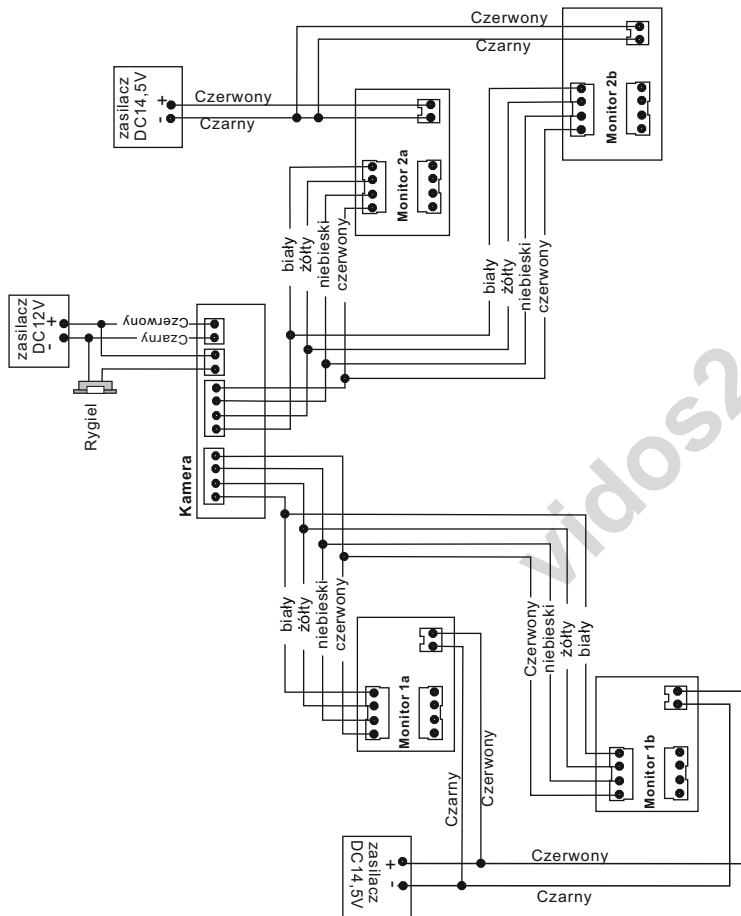 Czerwony
Czarny
zasilacz
DC14,5V
+
-
Czerwony
Czarny
Monitor 2b
Monitor 2a
biały
żółty
niebieski
czerwony
biały
żółty
niebieski
czerwony
zasilacz
DC12V
- +
Czerwony
Czarny
Rygiel
Kamera
vidos2
biały
żółty
niebieski
czerwony
Czerwony
niebieski
żółty
biały
Monitor 1a
Monitor 1b
Czarny
Czerwony
zasilacz
DC14,5V
+
-
Czerwony
Czarny